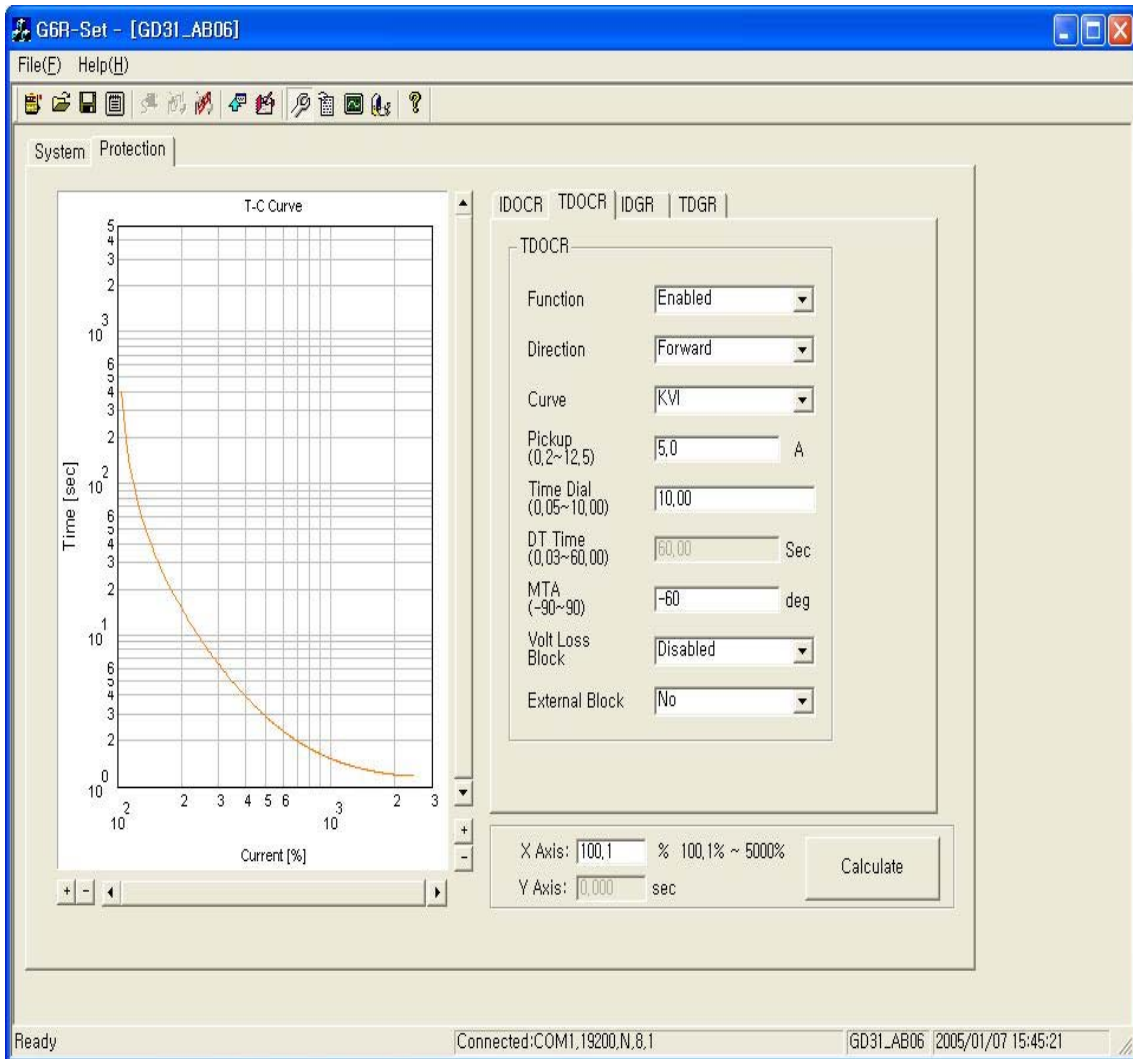 G6R-Set - [GD31_AB06]
File(F) Help(H)
System Protection
T-C Curve
5
4
3
2
10 3
6
5
4
3
2
10 2
6
5
4
3
2
10 1
6
5
4
3
2
10 0
Time [sec]
10 2 2 3 4 5 6 10 3 2 3
Current [%]
+ -
+
-
IDOCR TDOCR IDGR TDGR
TDOCR
Function Enabled
Direction Forward
Curve KVI
Pickup
(0,2~12,5) 5,0 A
Time Dial
(0,05~10,00) 10,00
DT Time
(0,03~60,00) 60,00 Sec
MTA
(-90~90) -60 deg
Volt Loss
Block Disabled
External Block No
X Axis: 100,1 % 100,1% ~ 5000%
Y Axis: 0,000 sec
Calculate
Ready Connected:COM1,19200,N,8,1 GD31_AB06 2005/01/07 15:45:21